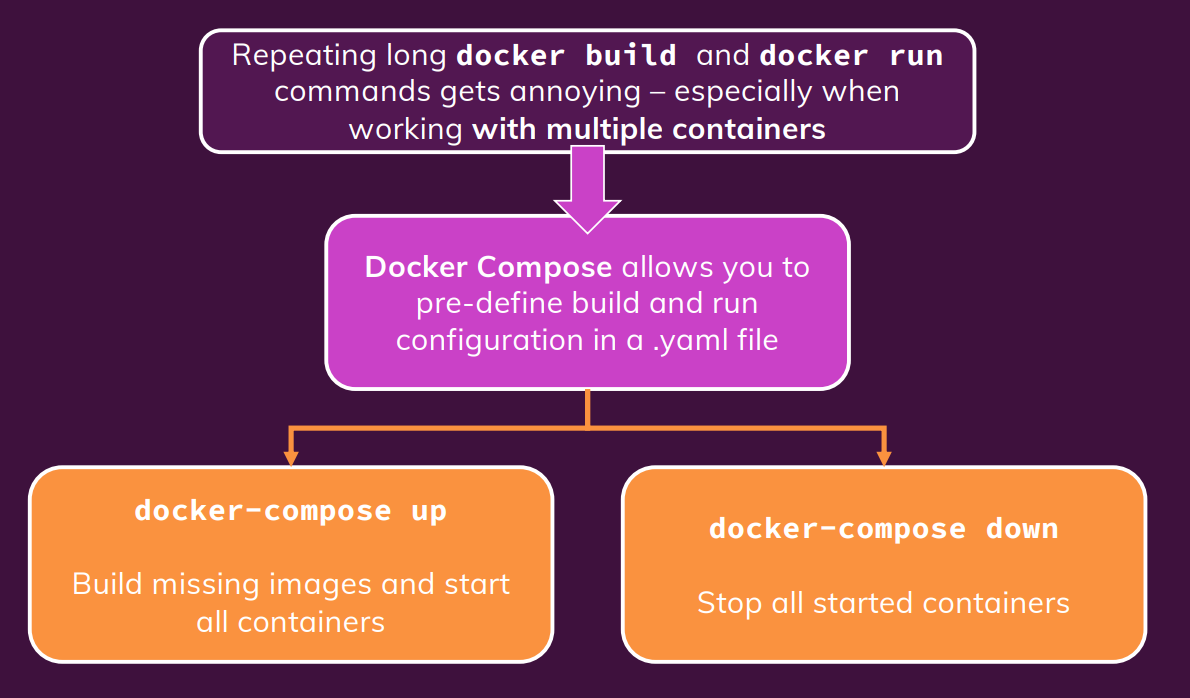 Repeating long docker build and docker run
commands gets annoying – especially when
working with multiple containers
Docker Compose allows you to
pre-define build and run
configuration in a .yaml file
docker-compose up
Build missing images and start
all containers
docker-compose down
Stop all started containers